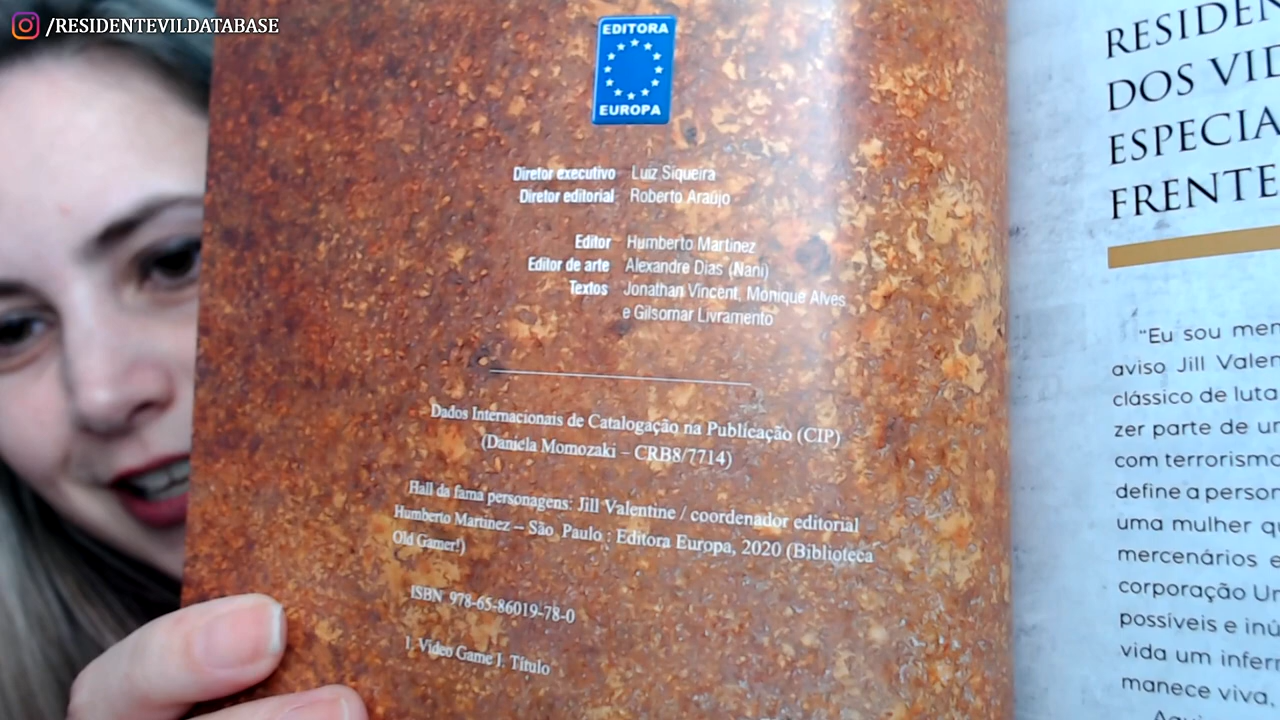 /RESIDENTEVILDATABASE
EDITORA
EUROPA
Diretor executivo Luiz Siqueira
Diretor editorial Roberto Araújo
Editor Humberto Martinez
Editor de arte Alexandre Dias (Nani)
Textos Jonathan Vincent, Monique Alves
e Gilsomar Livramento
Dados Internacionais de Catalogação na Publicação (CIP)
(Daniela Momozaki – CRB8/7714)
Hall da fama personagens: Jill Valentine / coordenador editorial
Humberto Martinez – São Paulo : Editora Europa, 2020 (Biblioteca
Old Gamer!)
ISBN 978-65-86019-78-0
1. Vídeo Game I. Título
RESIDEN
DOS VID
ESPECIA
FRENTE
“Eu sou mem
aviso Jill Valen
clássico de luta
zer parte de um
com terrorismo
define a person
uma mulher q
mercenários e
corporação Um
possíveis e inú
vida um infern
manece viva,